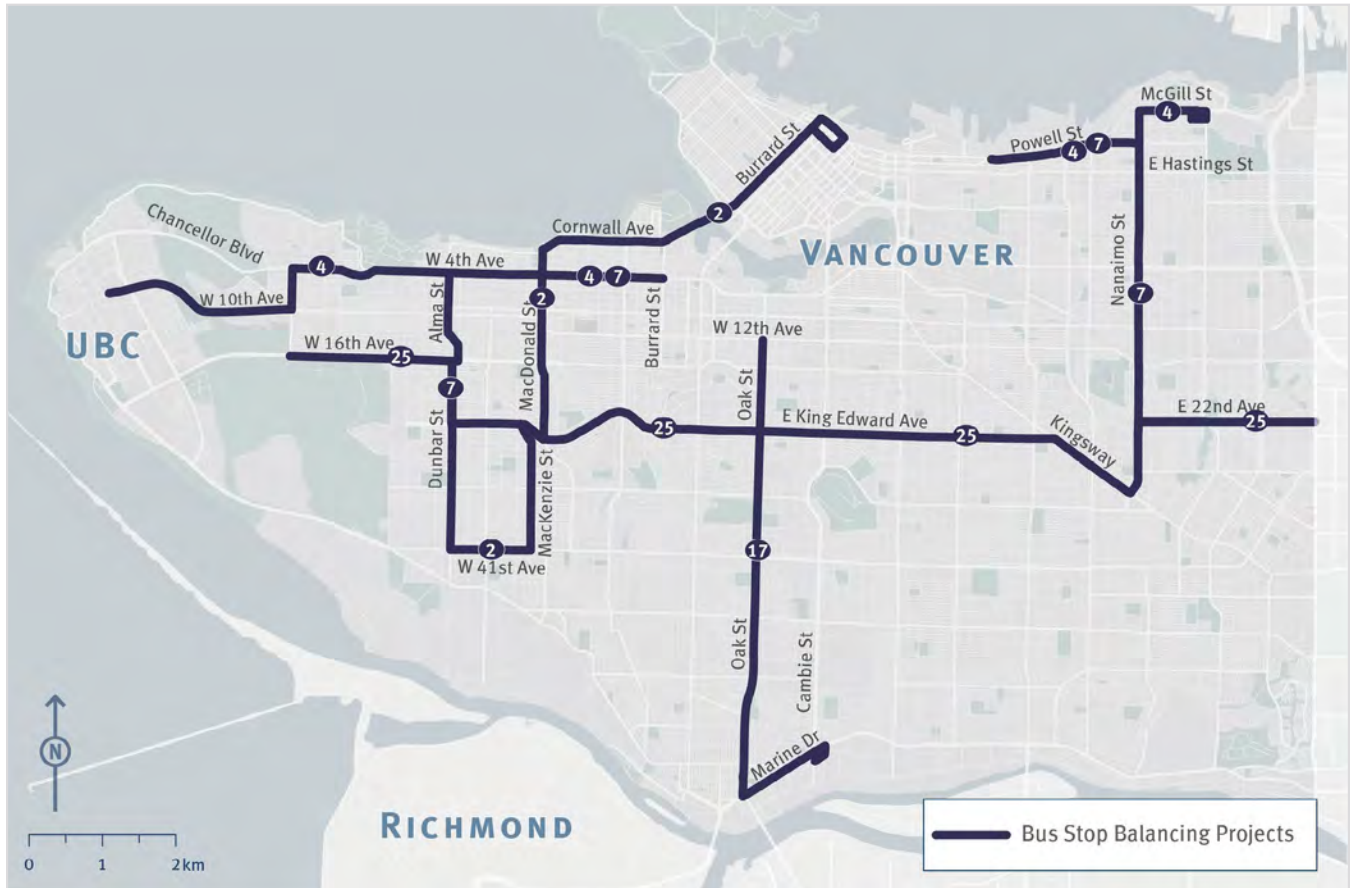 McGill St
4
Powell St
7
4
E Hastings St
Burrard St
2
Cornwall Ave
Chancellor Blvd
VANCOUVER
W 4th Ave
4
4
7
Nanaimo St
7
W 10th Ave
Alma St
2
MacDonald St
Burrard St
UBC
W 16th Ave
25
W 12th Ave
Oak St
7
Dunbar St
25
E King Edward Ave
25
Kingsway
E 22nd Ave
25
MacKenzie St
2
W 41st Ave
17
Oak St
Cambie St
Marine Dr
N
RICHMOND
0 1 2 km
Bus Stop Balancing Projects